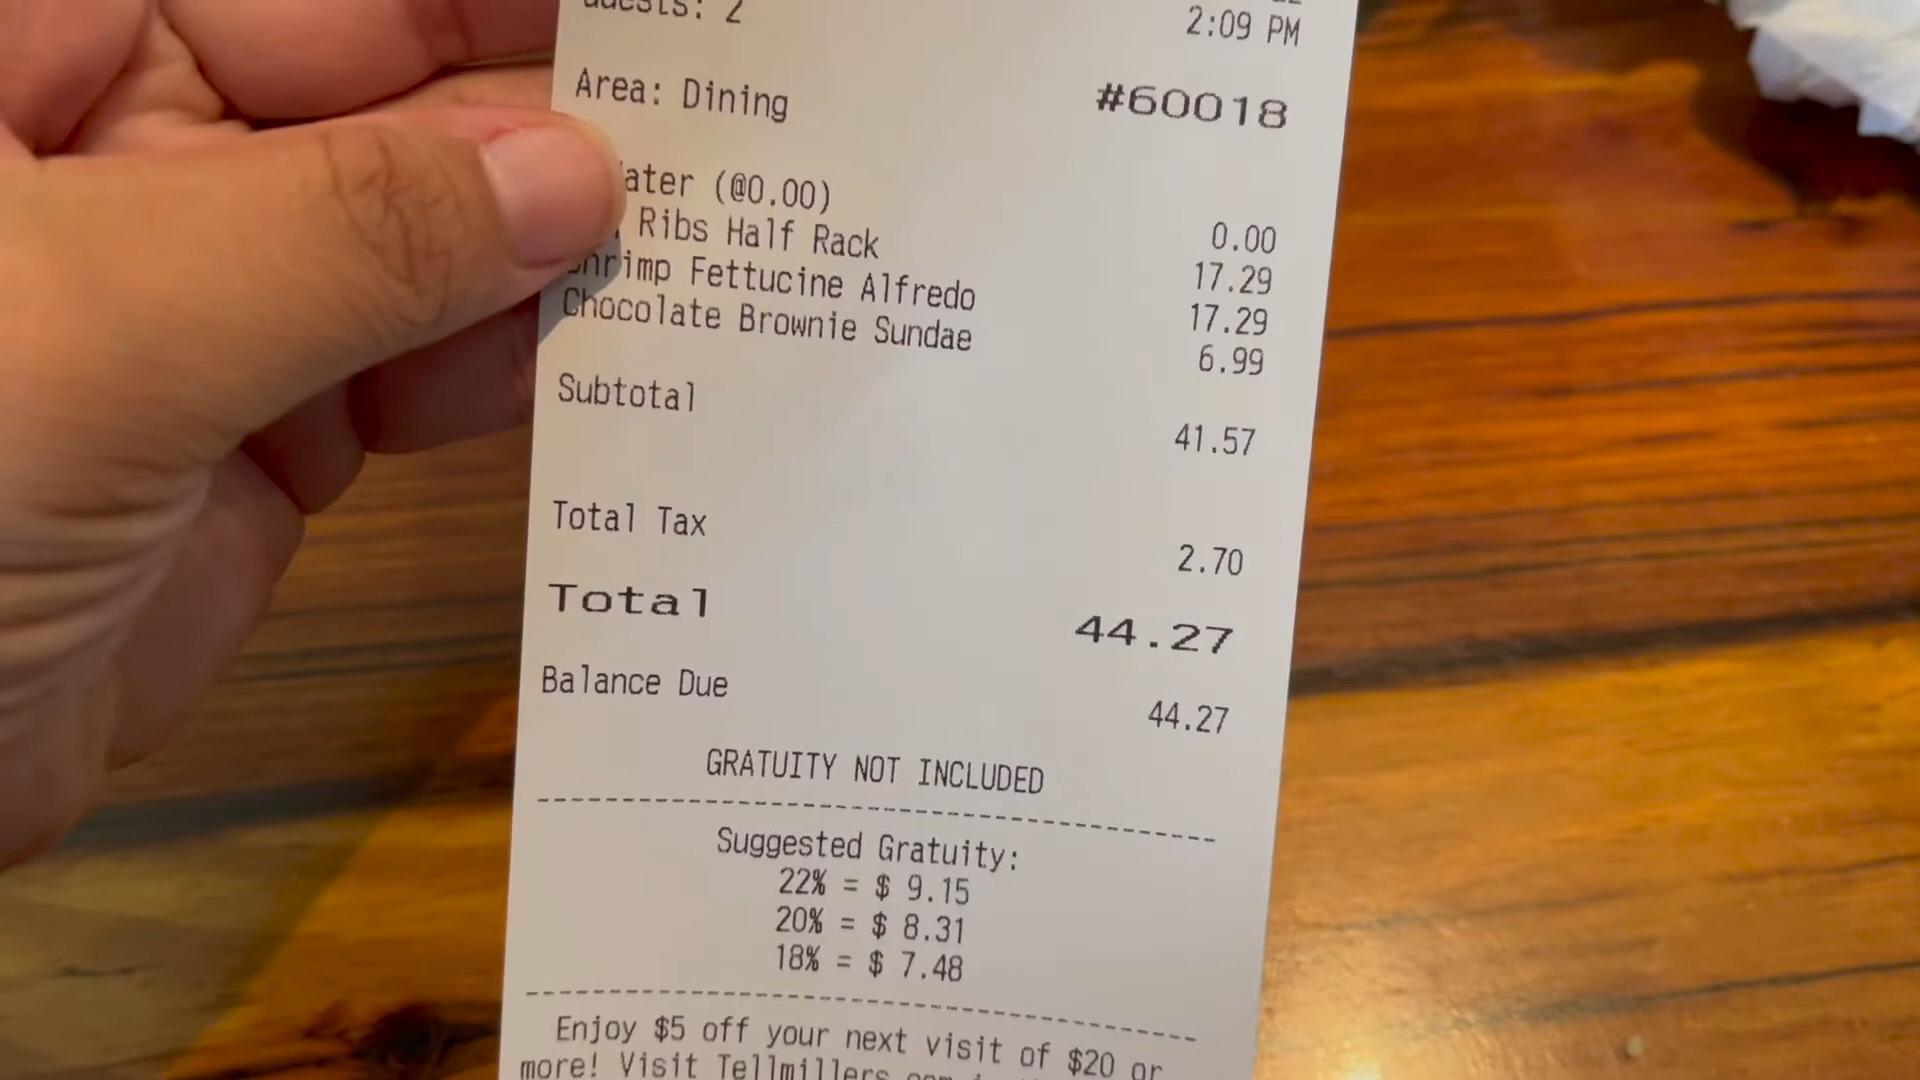 Guests: 2
2:09 PM
Area: Dining #60018
(@0.00) 0.00
Ribs Half Rack 17.29
Shrimp Fettucine Alfredo 17.29
Chocolate Brownie Sundae 6.99
Subtotal 41.57
Total Tax 2.70
Total 44.27
Balance Due 44.27
GRATUITY NOT INCLUDED
Suggested Gratuity:
22% = $ 9.15
20% = $ 8.31
18% = $ 7.48
Enjoy $5 off your next visit of $20 or
more! Visit